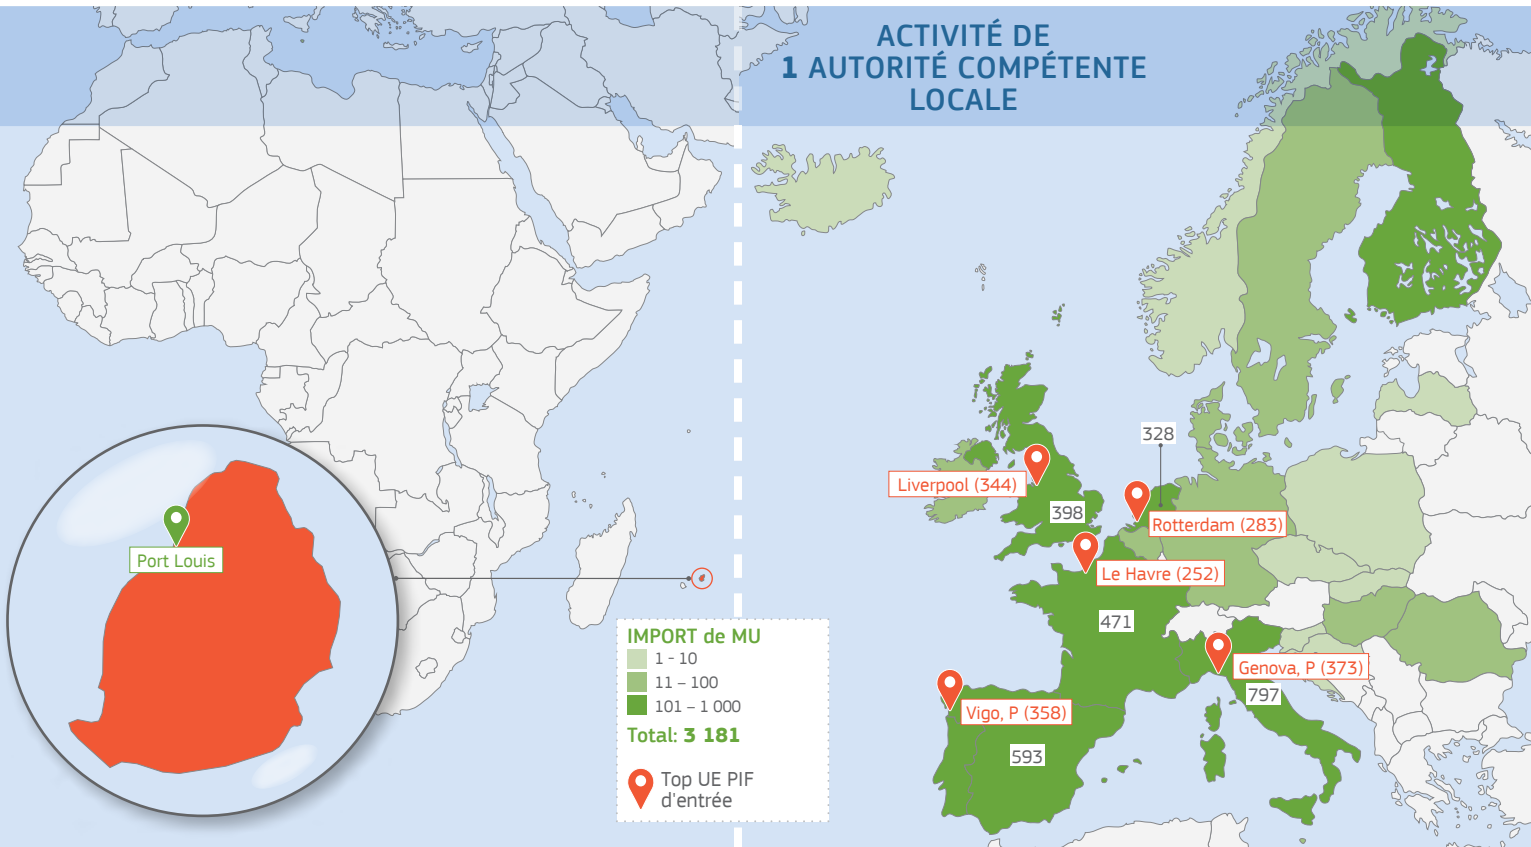 ACTIVITÉ DE
1 AUTORITÉ COMPÉTENTE
LOCALE
328
Liverpool (344)
398
Rotterdam (283)
Le Havre (252)
471
Genova, P (373)
797
Vigo, P (358)
593
Port Louis
IMPORT de MU
1 - 10
11 – 100
101 – 1 000
Total: 3 181
Top UE PIF
d'entrée